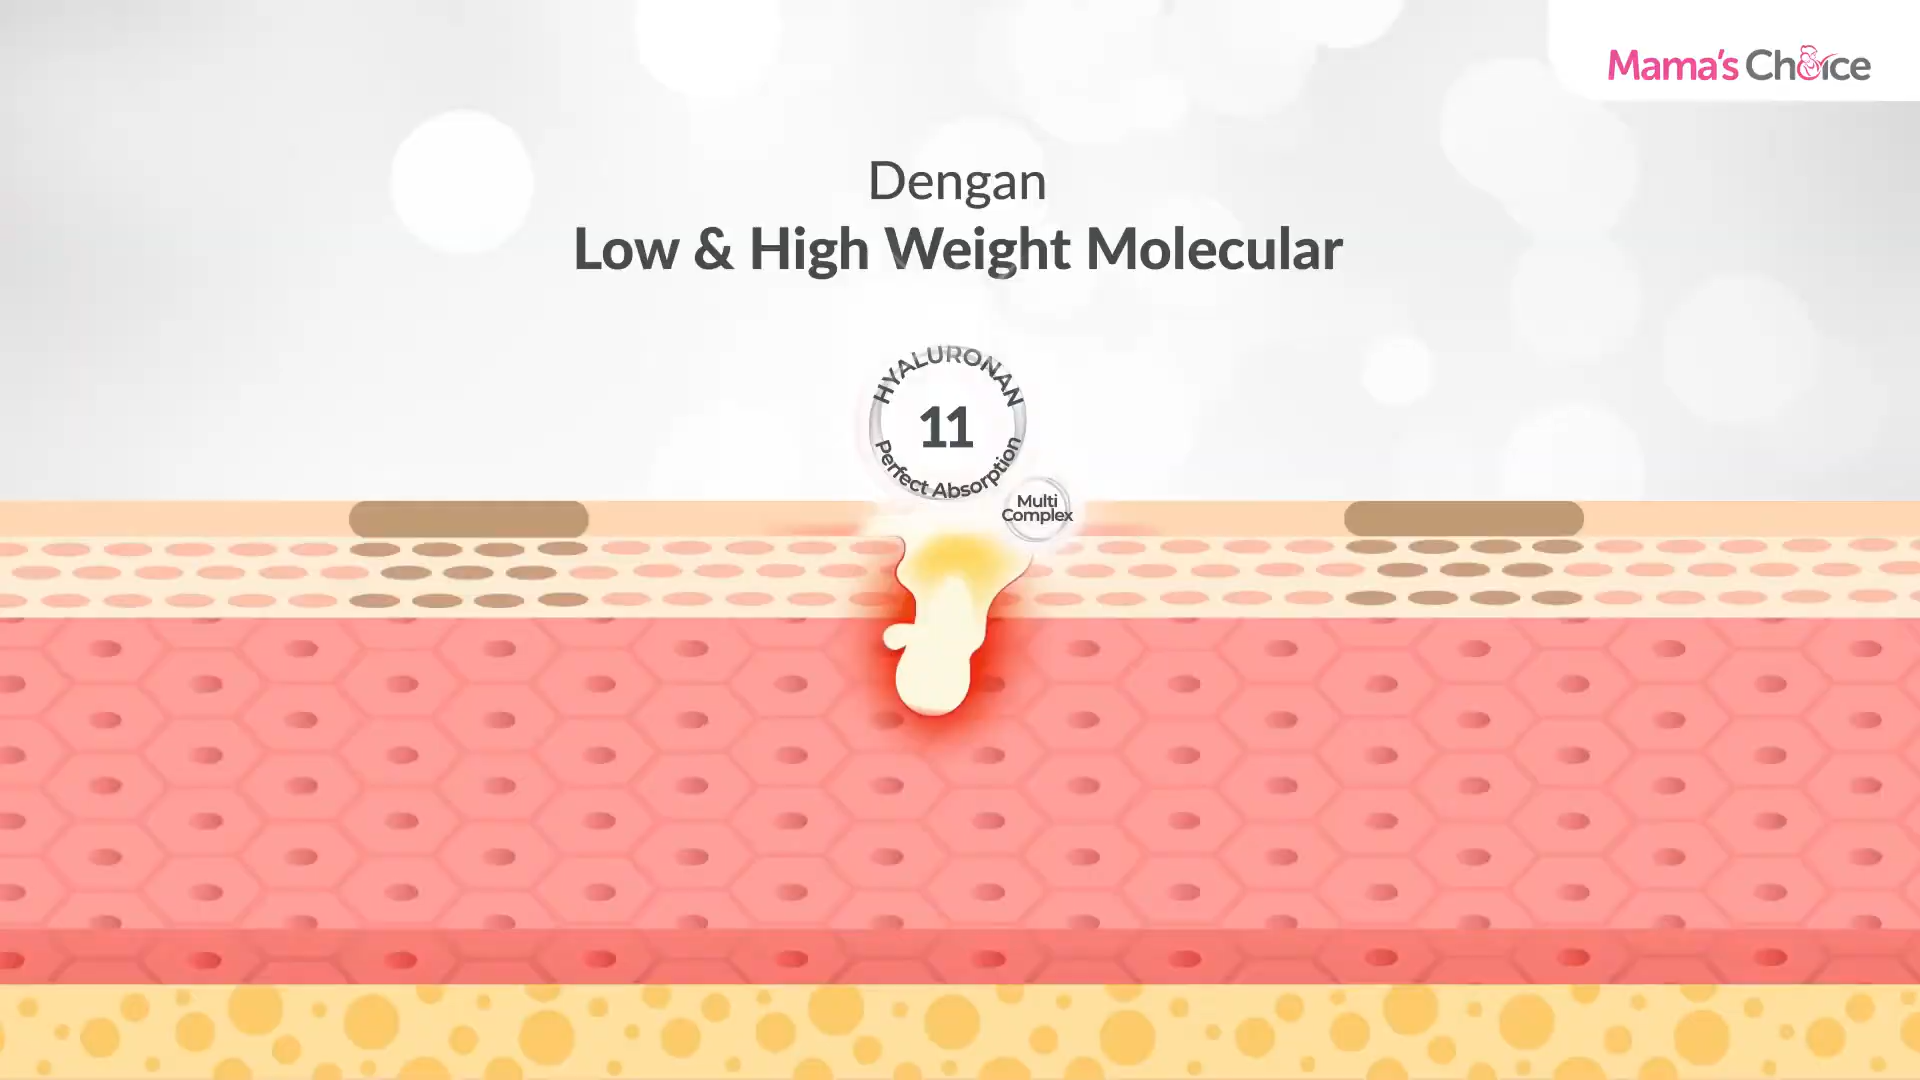 Mama's Choice
Dengan
Low & High Weight Molecular
HYALURONAN
11
Perfect Absorption
Multi
Complex